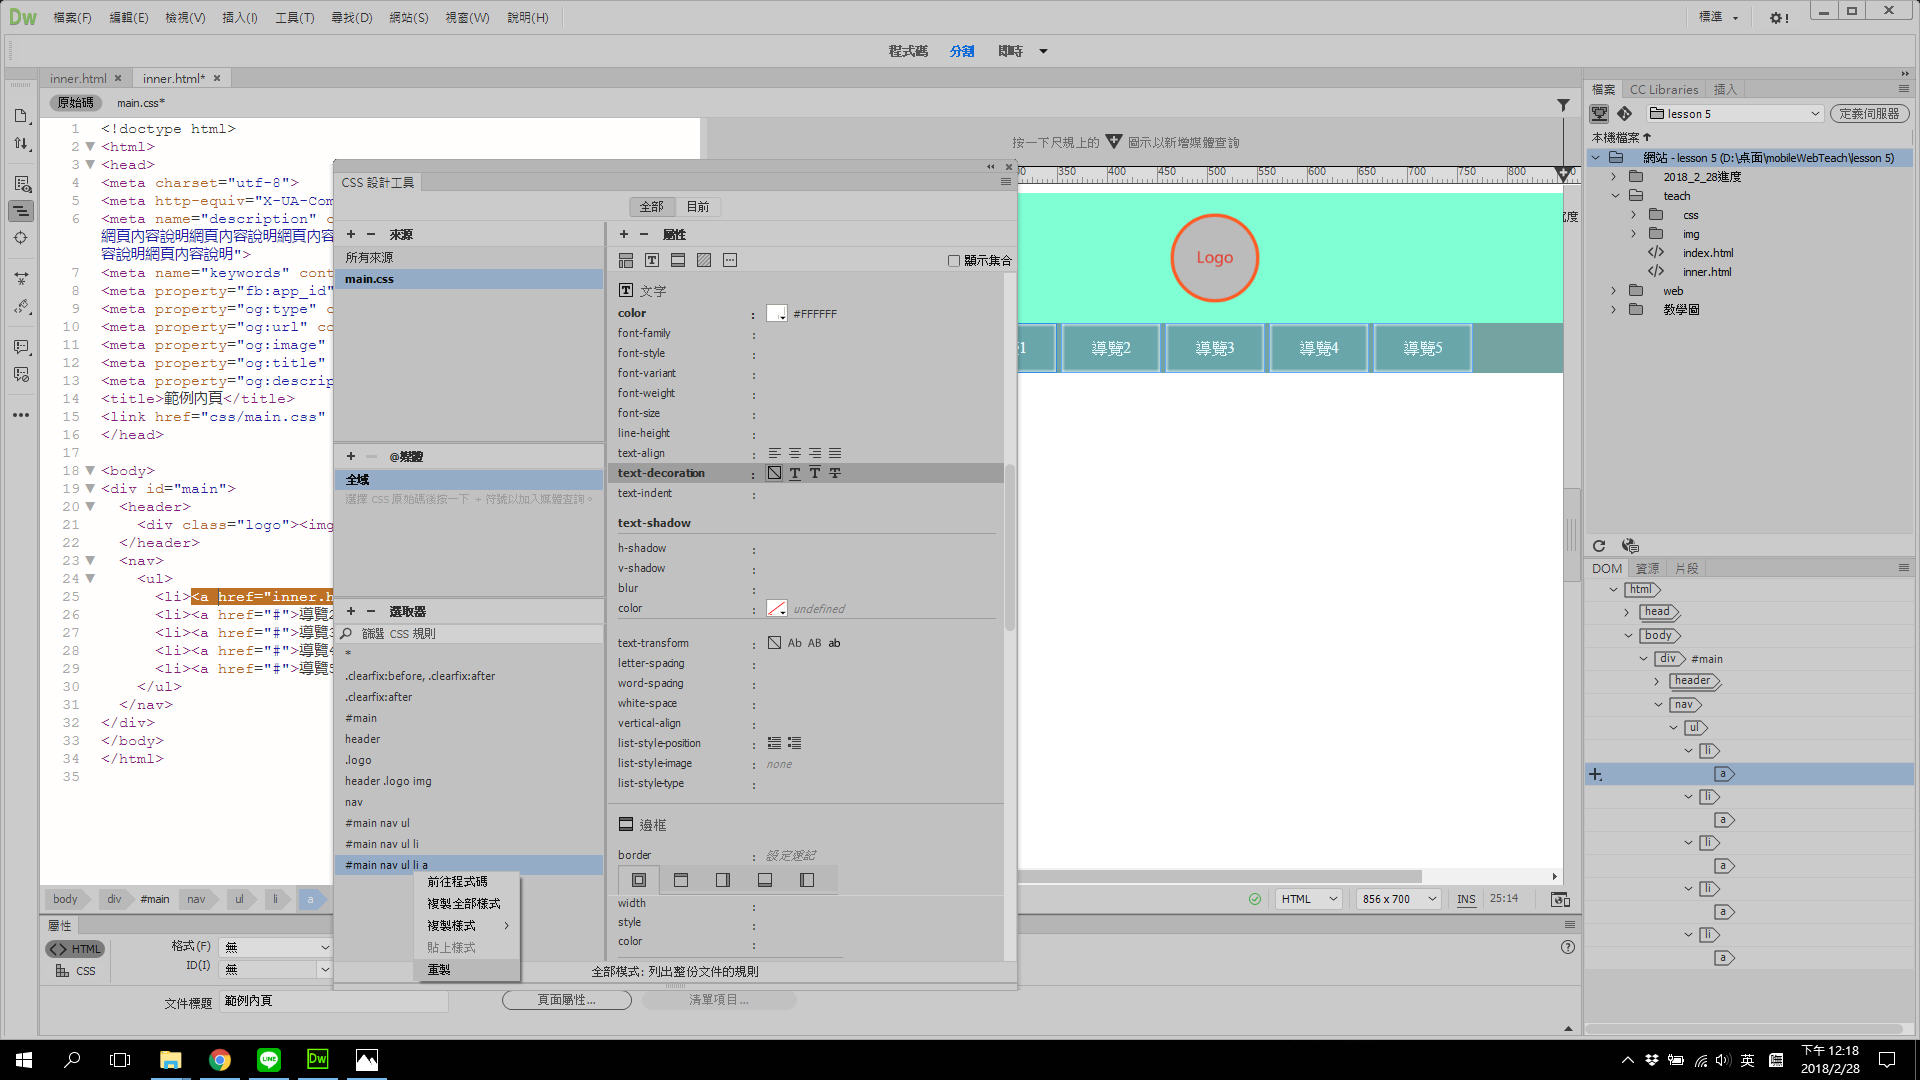 Dw 檔案(F) 編輯(E) 檢視(V) 插入(I) 工具(T) 尋找(D) 網站(S) 視窗(W) 說明(H) 標準
程式碼 分割 即時
inner.html inner.html*
原始碼 main.css*
1 <!doctype html>
2 <html>
3 <head>
4 <meta charset="utf-8">
5 <meta http-equiv="X-UA-Com
6 <meta name="description" c
網頁內容說明網頁內容說明網頁內容
容說明網頁內容說明">
7 <meta name="keywords" cont
8 <meta property="fb:app_id"
9 <meta property="og:type" c
10 <meta property="og:url" co
11 <meta property="og:image"
12 <meta property="og:title"
13 <meta property="og:descrip
14 <title>範例內頁</title>
15 <link href="css/main.css"
16 </head>
17
18 <body>
19 <div id="main">
20 <header>
21 <div class="logo"><img
22 </header>
23 <nav>
24 <ul>
25 <li><a href="inner.h
26 <li><a href="#">導覽2
27 <li><a href="#">導覽3
28 <li><a href="#">導覽4
29 <li><a href="#">導覽5
30 </ul>
31 </nav>
32 </div>
33 </body>
34 </html>
35
body div #main nav ul li a
CSS 設計工具
全部 目前
+ − 來源
所有來源
main.css
+ − @媒體
全域
選擇 CSS 原始碼後按一下 + 符號以加入媒體查詢。
+ − 選取器
篩選 CSS 規則
*
.clearfix:before, .clearfix:after
.clearfix:after
#main
header
.logo
header .logo img
nav
#main nav ul
#main nav ul li
#main nav ul li a
前往程式碼
複製全部樣式
複製樣式
貼上樣式
重製
+ − 屬性
顯示集合
文字
color : #FFFFFF
font-family :
font-style :
font-variant :
font-weight :
font-size :
line-height :
text-align :
text-decoration :
text-indent :
text-shadow
h-shadow :
v-shadow :
blur :
color : undefined
text-transform : Ab AB ab
letter-spacing :
word-spacing :
white-space :
vertical-align :
list-style-position :
list-style-image : none
list-style-type :
邊框
border : 設定速記
width :
style :
color :
全部模式: 列出整份文件的規則
按一下尺規上的 圖示以新增媒體查詢
350 400 450 500 550 600 650 700 750 800
Logo
1 導覽2 導覽3 導覽4 導覽5
HTML 856 x 700 INS 25:14
屬性
HTML
CSS
格式(F) 無
ID(I) 無
文件標題 範例內頁
頁面屬性... 清單項目...
檔案 CC Libraries 插入
lesson 5 定義伺服器
本機檔案
網站 - lesson 5 (D:\桌面\mobileWebTeach\lesson 5)
2018_2_28進度
teach
css
img
index.html
inner.html
web
教學圖
DOM 資源 片段
html
head
body
div #main
header
nav
ul
li
a
li
a
li
a
li
a
li
a
Dw
英
下午 12:18
2018/2/28